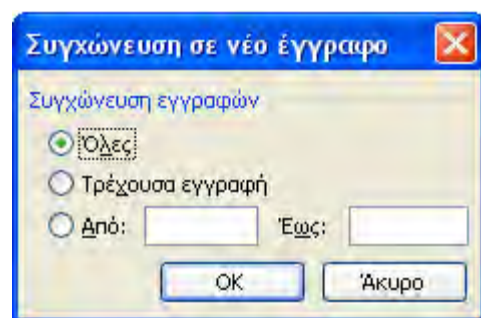 Συγχώνευση σε νέο έγγραφο
Συγχώνευση εγγραφών
Όλες
Τρέχουσα εγγραφή
Από: Έως:
OK Άκυρο